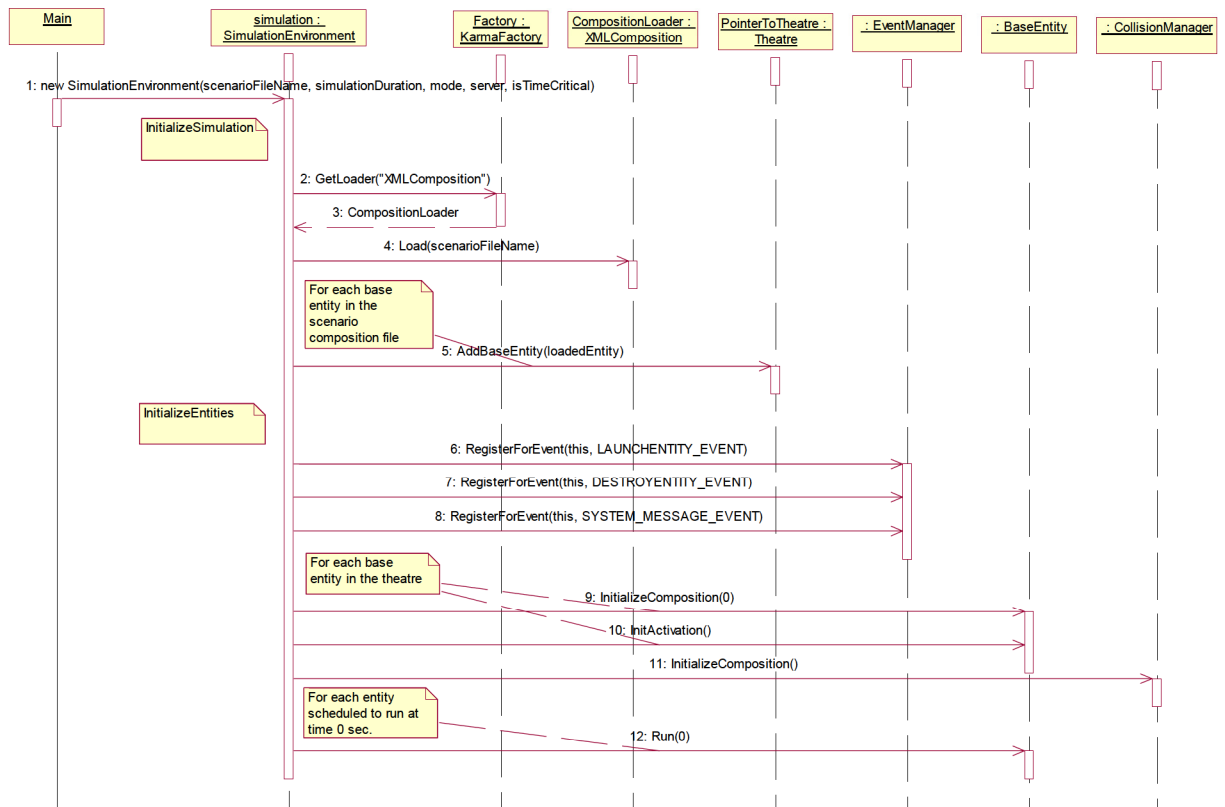 Main
simulation :
SimulationEnvironment
Factory :
KarmaFactory
CompositionLoader :
XMLComposition
PointerToTheatre :
Theatre
: EventManager
: BaseEntity
: CollisionManager
1: new SimulationEnvironment(scenarioFileName, simulationDuration, mode, server, isTimeCritical)
InitializeSimulation
2: GetLoader("XMLComposition")
3: CompositionLoader
4: Load(scenarioFileName)
For each base
entity in the
scenario
composition file
5: AddBaseEntity(loadedEntity)
InitializeEntities
6: RegisterForEvent(this, LAUNCHENTITY_EVENT)
7: RegisterForEvent(this, DESTROYENTITY_EVENT)
8: RegisterForEvent(this, SYSTEM_MESSAGE_EVENT)
For each base
entity in the theatre
9: InitializeComposition(0)
10: InitActivation()
11: InitializeComposition()
For each entity
scheduled to run at
time 0 sec.
12: Run(0)